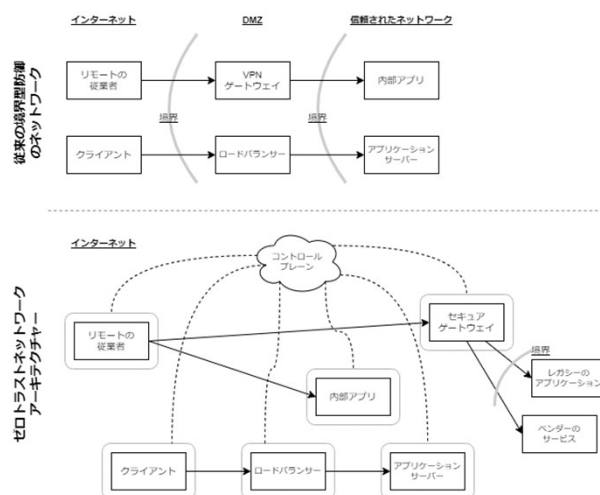 インターネット
DMZ
信頼されたネットワーク
従来の境界型防御
のネットワーク
リモートの
従業者
VPN
ゲートウェイ
内部アプリ
境界
境界
クライアント
ロードバランサー
アプリケーション
サーバー
インターネット
コントロール
プレーン
ゼロトラストネットワーク
アーキテクチャー
リモートの
従業者
セキュア
ゲートウェイ
境界
レガシーの
アプリケーション
内部アプリ
ベンダーの
サービス
クライアント
ロードバランサー
アプリケーション
サーバー